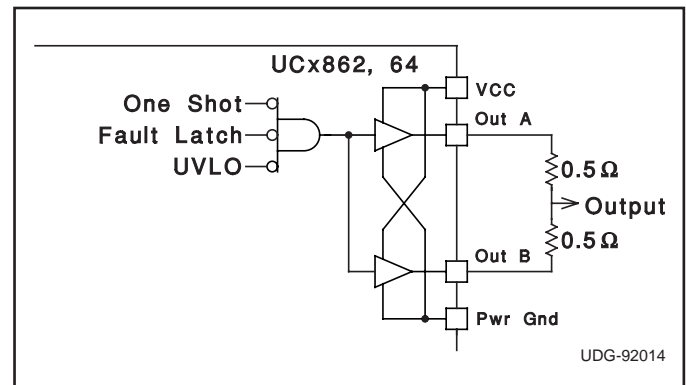 UCx862, 64
VCC
One Shot
Out A
Fault Latch
UVLO
0.5Ω
Output
0.5Ω
Out B
Pwr Gnd
UDG-92014